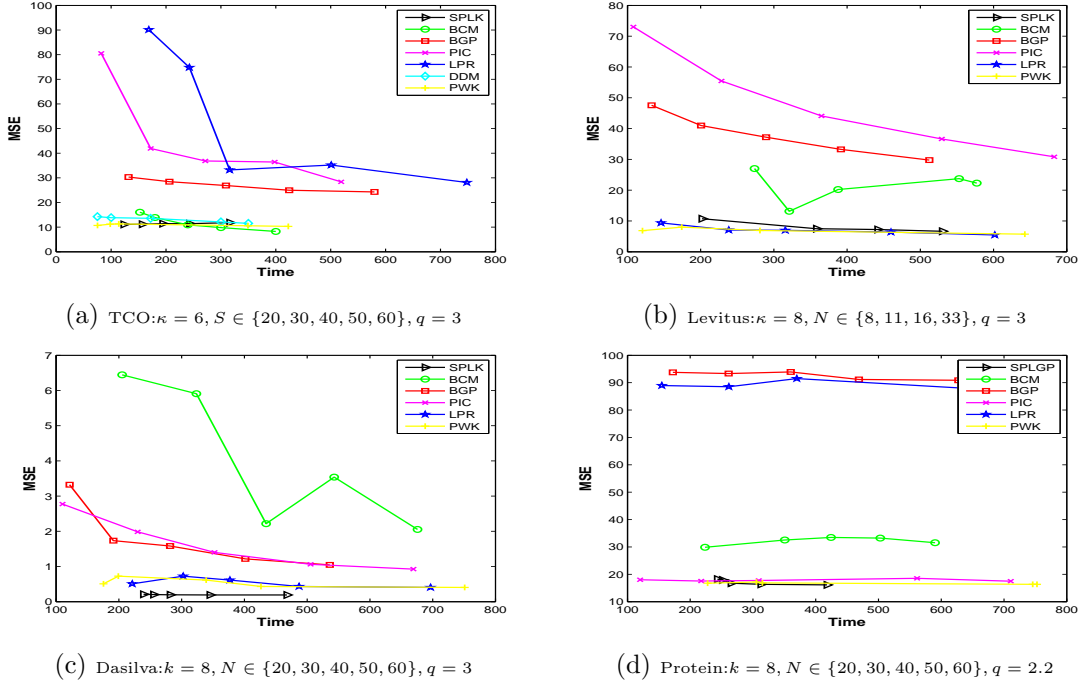 100
90
80
70
60
50
40
30
20
10
0
MSE
0 100 200 300 400 500 600 700 800
Time
SPLK
BCM
BGP
PIC
LPR
DDM
PWK
(a) TCO:κ = 6, S ∈ {20, 30, 40, 50, 60}, q = 3
80
70
60
50
40
30
20
10
0
MSE
100 200 300 400 500 600 700
Time
SPLK
BCM
BGP
PIC
LPR
PWK
(b) Levitus:κ = 8, N ∈ {8, 11, 16, 33}, q = 3
7
6
5
4
3
2
1
0
MSE
100 200 300 400 500 600 700 800
Time
SPLK
BCM
BGP
PIC
LPR
PWK
(c) Dasilva:k = 8, N ∈ {20, 30, 40, 50, 60}, q = 3
100
90
80
70
60
50
40
30
20
10
MSE
100 200 300 400 500 600 700 800
Time
SPLGP
BCM
BGP
PIC
LPR
PWK
(d) Protein:k = 8, N ∈ {20, 30, 40, 50, 60}, q = 2.2